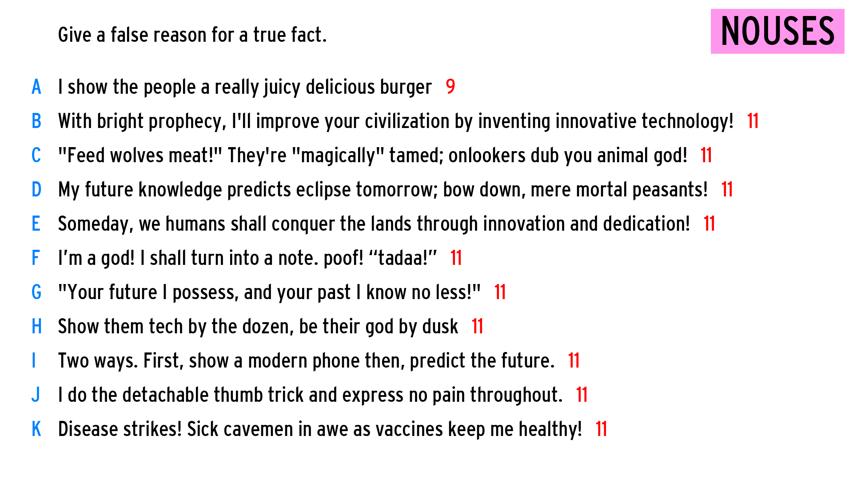 Give a false reason for a true fact.
NOUSES
A I show the people a really juicy delicious burger 9
B With bright prophecy, I'll improve your civilization by inventing innovative technology! 11
C "Feed wolves meat!" They're "magically" tamed; onlookers dub you animal god! 11
D My future knowledge predicts eclipse tomorrow; bow down, mere mortal peasants! 11
E Someday, we humans shall conquer the lands through innovation and dedication! 11
F I’m a god! I shall turn into a note. poof! “tadaa!” 11
G "Your future I possess, and your past I know no less!" 11
H Show them tech by the dozen, be their god by dusk 11
I Two ways. First, show a modern phone then, predict the future. 11
J I do the detachable thumb trick and express no pain throughout. 11
K Disease strikes! Sick cavemen in awe as vaccines keep me healthy! 11